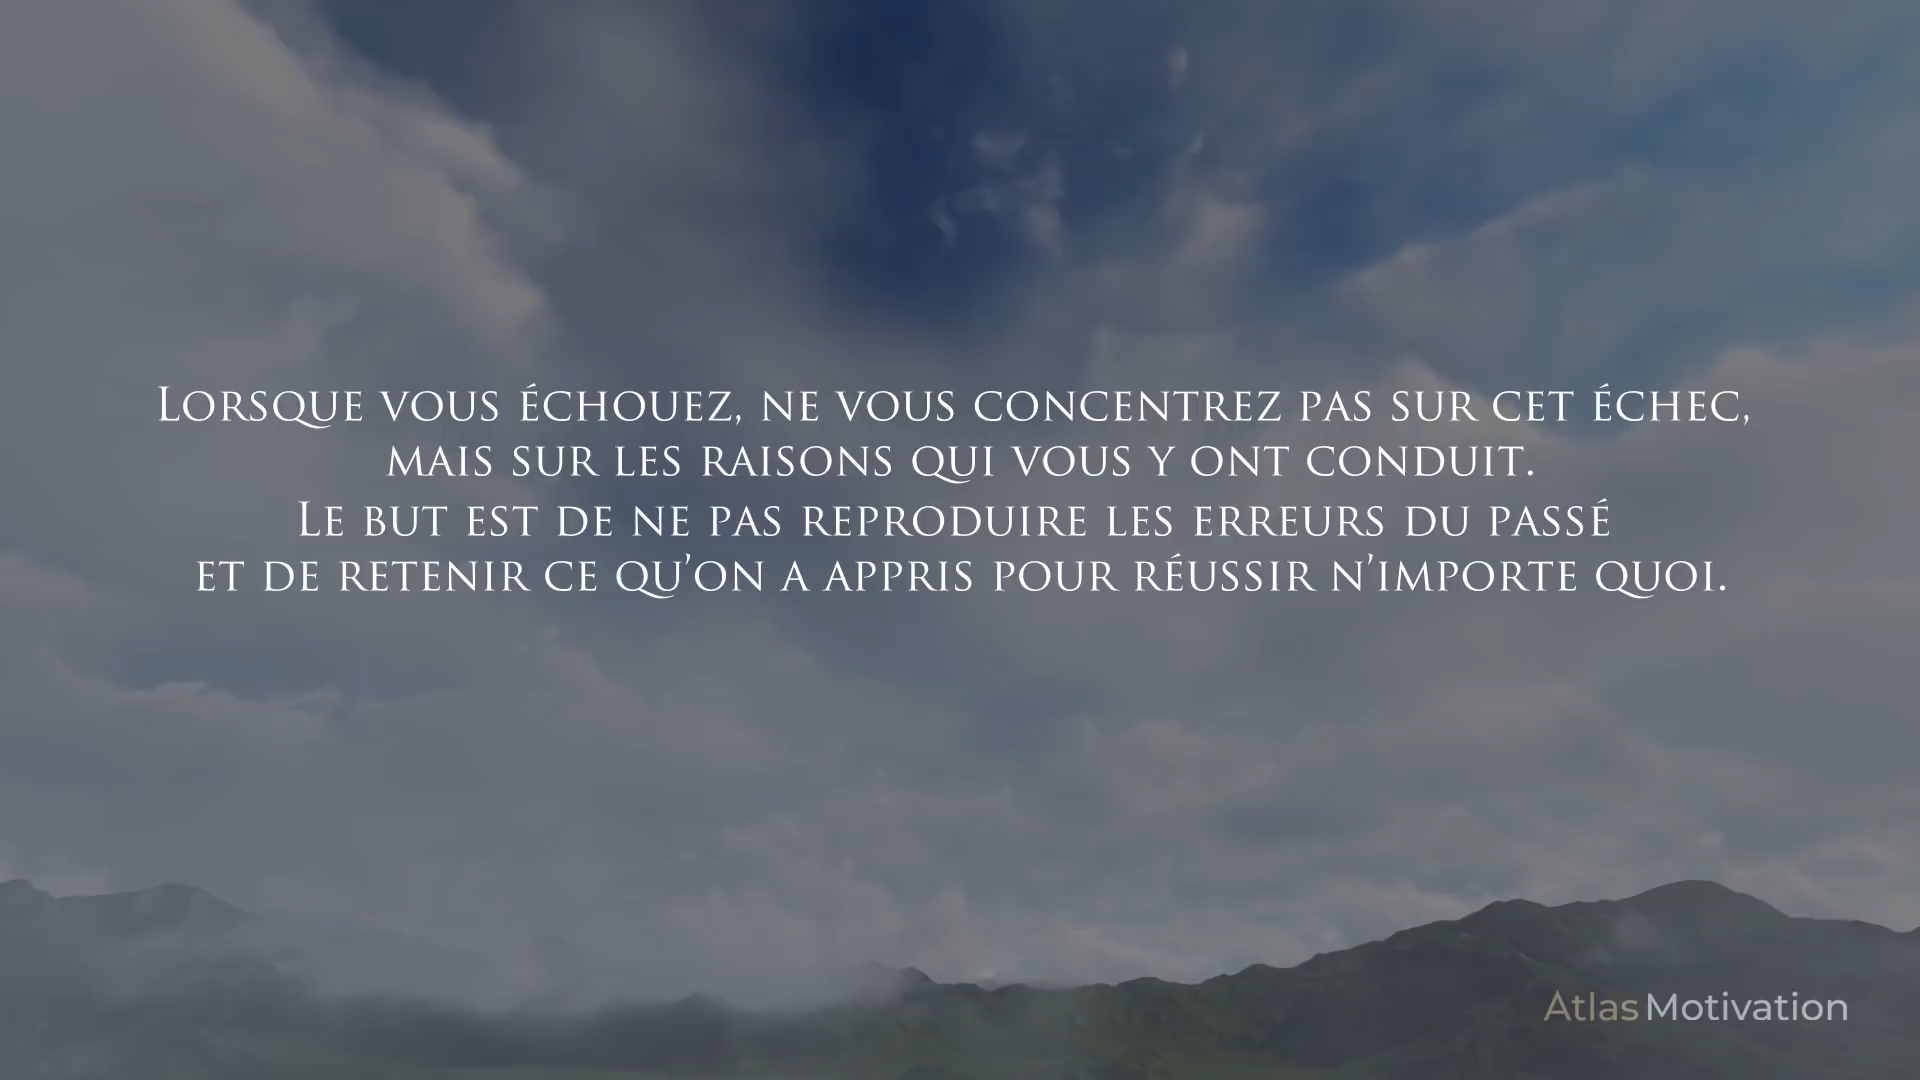 Lorsque vous échouez, ne vous concentrez pas sur cet échec,
mais sur les raisons qui vous y ont conduit.
Le but est de ne pas reproduire les erreurs du passé
et de retenir ce qu’on a appris pour réussir n’importe quoi.
Atlas Motivation